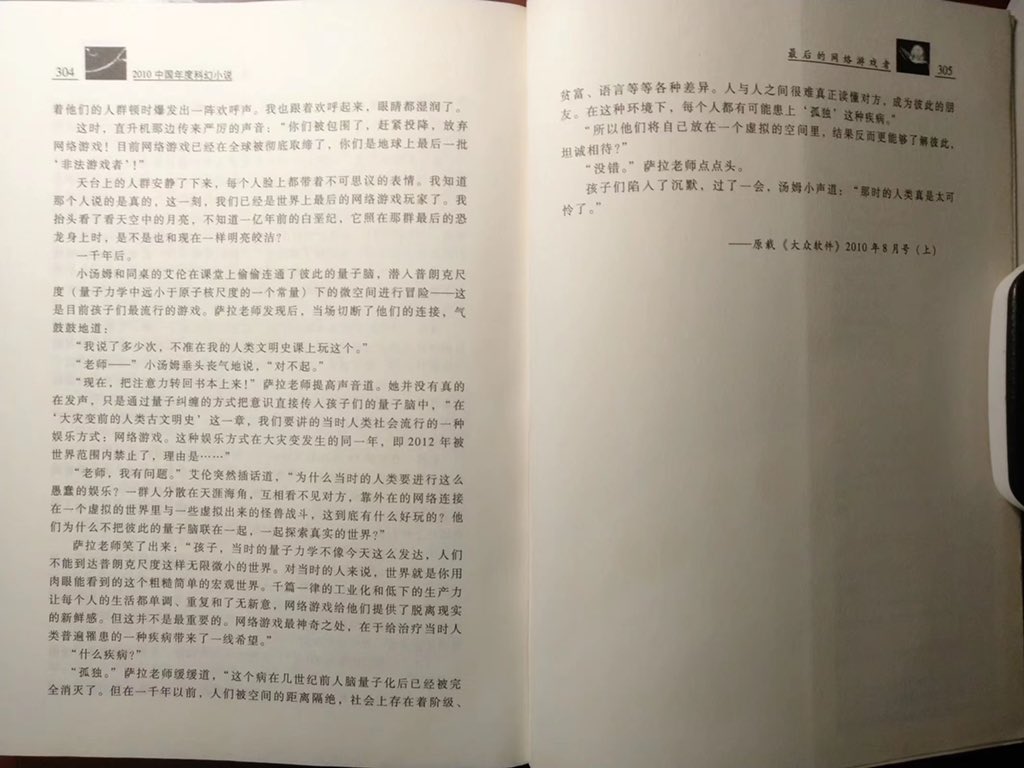 304
2010中国年度科幻小说
着他们的人群顿时爆发出一阵欢呼声。我也跟着欢呼起来，眼睛都湿润了。
这时，直升机那边传来严厉的声音：“你们被包围了，赶紧投降，放弃
网络游戏！目前网络游戏已经在全球被彻底取缔了，你们是地球上最后一批
‘非法游戏者’！”
天台上的人群安静了下来，每个人脸上都带着不可思议的表情。我知道
那个人说的是真的，这一刻，我们已经是世界上最后的网络游戏玩家了。我
抬头看了看天空中的月亮，不知道一亿年前的白垩纪，它照在那群最后的恐
龙身上时，是不是也和现在一样明亮皎洁？
一千年后。
小汤姆和同桌的艾伦在课堂上偷偷连通了彼此的量子脑，潜入普朗克尺
度（量子力学中远小于原子核尺度的一个常量）下的微空间进行冒险——这
是目前孩子们最流行的游戏。萨拉老师发现后，当场切断了他们的连接，气
鼓鼓地道：
“我说了多少次，不准在我的人类文明史课上玩这个。”
“老师——”小汤姆垂头丧气地说，“对不起。”
“现在，把注意力转回书本上来！”萨拉老师提高声音道。她并没有真的
在发声，只是通过量子纠缠的方式把意识直接传入孩子们的量子脑中，“在
‘大灾变前的人类古文明史’这一章，我们要讲的当时人类社会流行的一种
娱乐方式：网络游戏。这种娱乐方式在大灾变发生的同一年，即2012年被
世界范围内禁止了，理由是……”
“老师，我有问题。”艾伦突然插话道，“为什么当时的人类要进行这么
愚蠢的娱乐？一群人分散在天涯海角，互相看不见对方，靠外在的网络连接
在一个虚拟的世界里与一些虚拟出来的怪兽战斗，这到底有什么好玩的？他
们为什么不把彼此的量子脑联在一起，一起探索真实的世界？”
萨拉老师笑了出来：“孩子，当时的量子力学不像今天这么发达，人们
不能到达普朗克尺度这样无限微小的世界。对当时的人来说，世界就是你用
肉眼能看到的这个粗糙简单的宏观世界。千篇一律的工业化和低下的生产力
让每个人的生活都单调、重复和了无新意，网络游戏给他们提供了脱离现实
的新鲜感。但这并不是最重要的。网络游戏最神奇之处，在于给治疗当时人
类普遍罹患的一种疾病带来了一线希望。”
“什么疾病？”
“孤独。”萨拉老师缓缓道，“这个病在几世纪前人脑量子化后已经被完
全消灭了。但在一千年以前，人们被空间的距离隔绝，社会上存在着阶级、
最后的网络游戏者
305
贫富、语言等等各种差异。人与人之间很难真正读懂对方，成为彼此的朋
友。在这种环境下，每个人都有可能患上‘孤独’这种疾病。”
“所以他们将自己放在一个虚拟的空间里，结果反而更能够了解彼此，
坦诚相待？”
“没错。”萨拉老师点点头。
孩子们陷入了沉默，过了一会，汤姆小声道：“那时的人类真是太可
怜了。”
——原载《大众软件》2010年8月号（上）